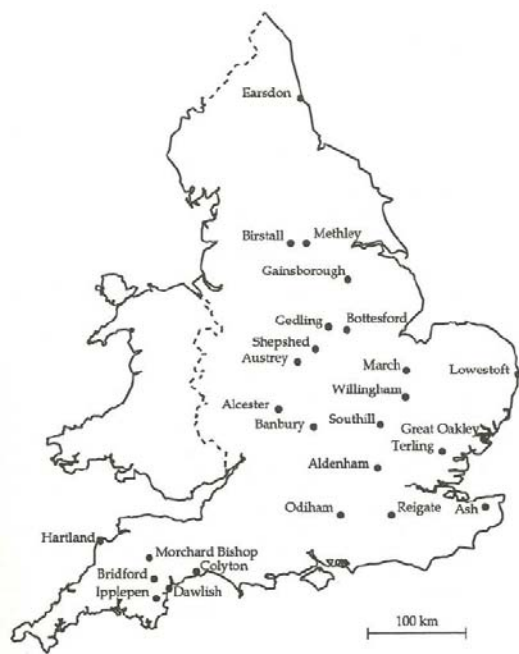 Earsdon
Birstall
Methley
Gainsborough
Gedling
Bottesford
Shepshed
Austrey
March
Lowestoft
Willingham
Alcester
Banbury
Southill
Great Oakley
Terling
Aldenham
Odiham
Reigate
Ash
Hartland
Morchard Bishop
Colyton
Bridford
Ipplepen
Dawlish
100 km